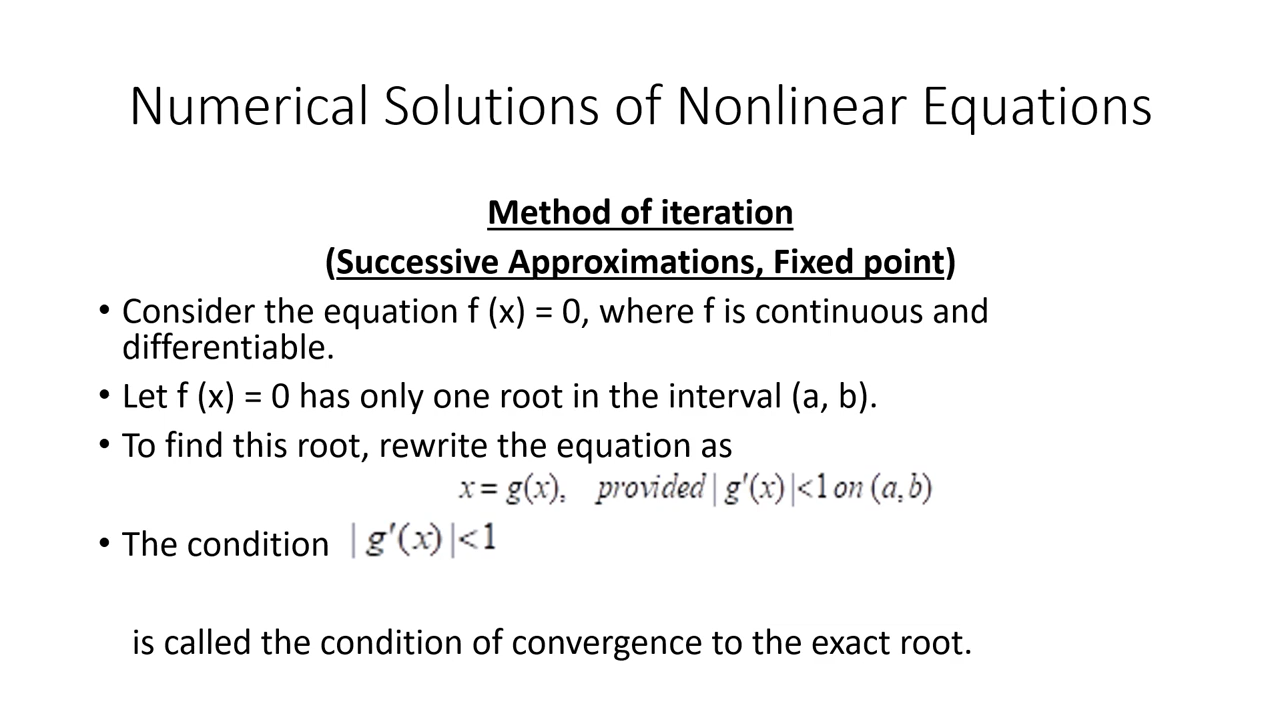 Numerical Solutions of Nonlinear Equations
Method of iteration
(Successive Approximations, Fixed point)
• Consider the equation f (x) = 0, where f is continuous and
differentiable.
• Let f (x) = 0 has only one root in the interval (a, b).
• To find this root, rewrite the equation as
x = g(x), provided | g'(x) |<1 on (a,b)
• The condition | g'(x) |<1
is called the condition of convergence to the exact root.